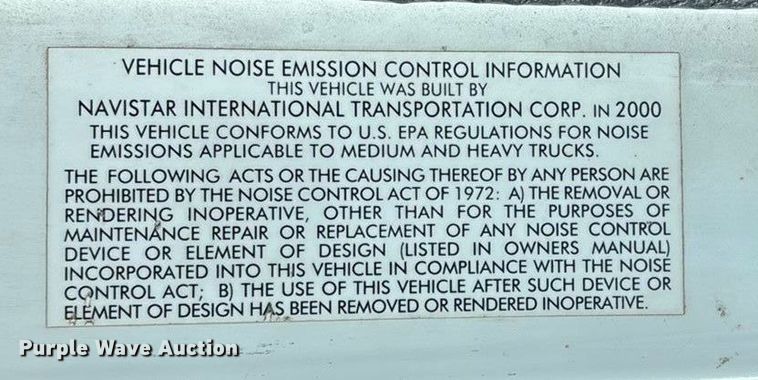 VEHICLE NOISE EMISSION CONTROL INFORMATION
THIS VEHICLE WAS BUILT BY
NAVISTAR INTERNATIONAL TRANSPORTATION CORP. IN 2000
THIS VEHICLE CONFORMS TO U.S. EPA REGULATIONS FOR NOISE
EMISSIONS APPLICABLE TO MEDIUM AND HEAVY TRUCKS.
THE FOLLOWING ACTS OR THE CAUSING THEREOF BY ANY PERSON ARE
PROHIBITED BY THE NOISE CONTROL ACT OF 1972: A) THE REMOVAL OR
RENDERING INOPERATIVE, OTHER THAN FOR THE PURPOSES OF
MAINTENANCE REPAIR OR REPLACEMENT OF ANY NOISE CONTROL
DEVICE OR ELEMENT OF DESIGN (LISTED IN OWNERS MANUAL)
INCORPORATED INTO THIS VEHICLE IN COMPLIANCE WITH THE NOISE
CONTROL ACT; B) THE USE OF THIS VEHICLE AFTER SUCH DEVICE OR
ELEMENT OF DESIGN HAS BEEN REMOVED OR RENDERED INOPERATIVE.
Purple Wave Auction